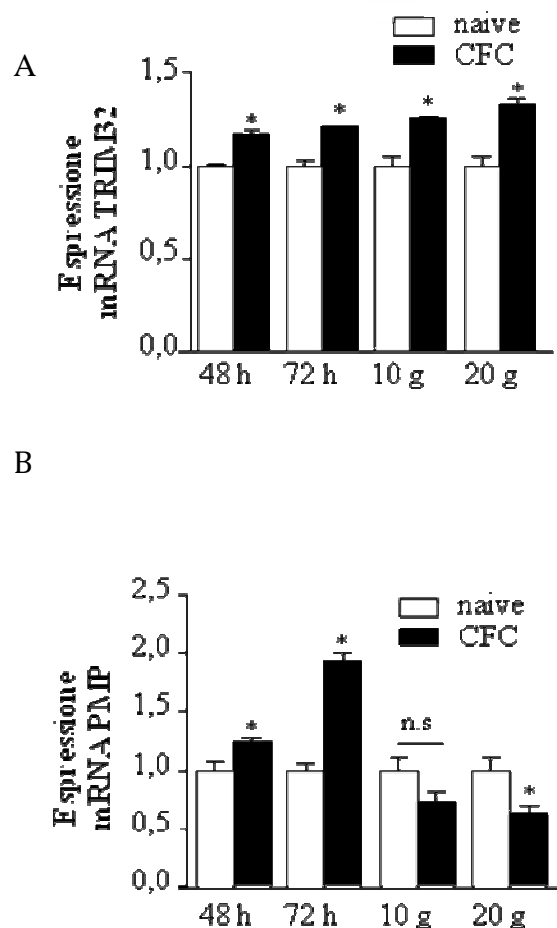 A
naive
CFC
Espressione
mRNA TRIM32
1,5
1,0
0,5
0,0
*
*
*
*
48 h
72 h
10 g
20 g
B
naive
CFC
Espressione
mRNA PMP
2,5
2,0
1,5
1,0
0,5
0,0
*
*
n.s
*
48 h
72 h
10 g
20 g